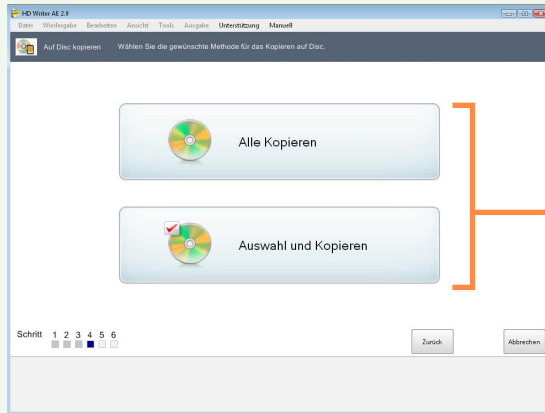 HD Writer AE 2.0
Datei Wiedergabe Bearbeiten Ansicht Tools Ausgabe Unterstützung Manuell
Auf Disc kopieren Wählen Sie die gewünschte Methode für das Kopieren auf Disc.
Alle Kopieren
Auswahl und Kopieren
Schritt 1 2 3 4 5 6
Zurück Abbrechen